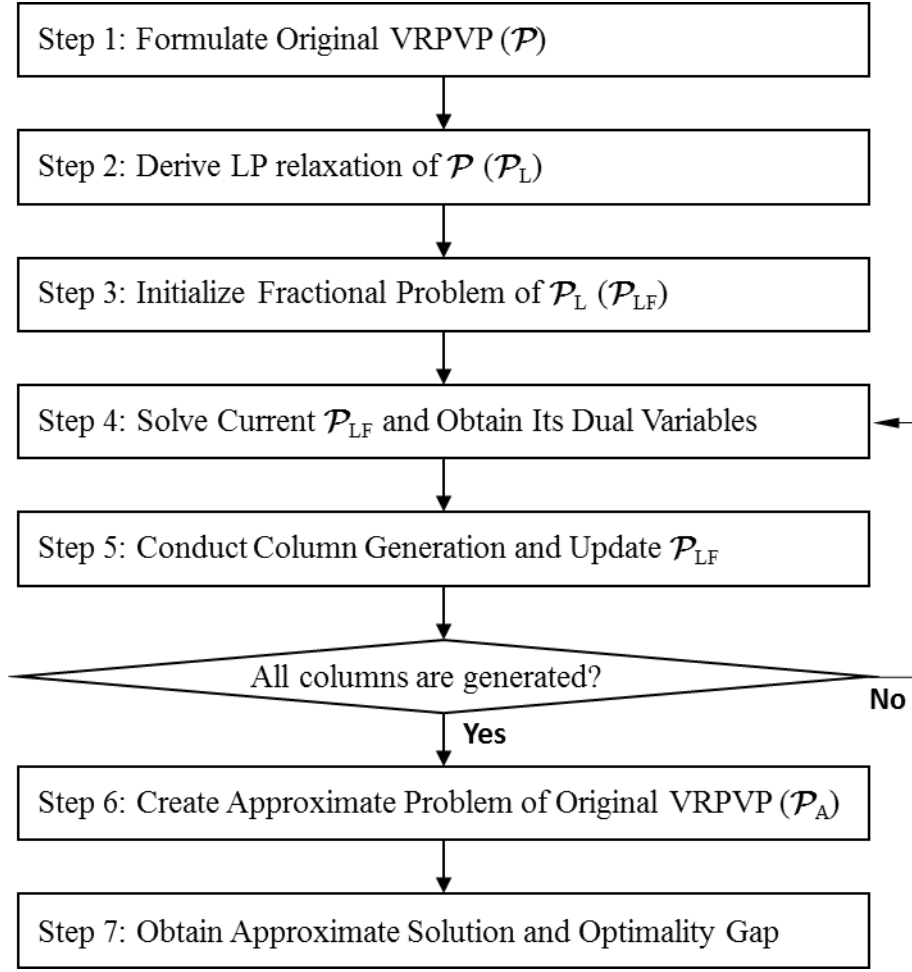 Step 1: Formulate Original VRPVP (𝓟)
Step 2: Derive LP relaxation of 𝓟 (𝓟L)
Step 3: Initialize Fractional Problem of 𝓟L (𝓟LF)
Step 4: Solve Current 𝓟LF and Obtain Its Dual Variables
Step 5: Conduct Column Generation and Update 𝓟LF
All columns are generated?
No
Yes
Step 6: Create Approximate Problem of Original VRPVP (𝓟A)
Step 7: Obtain Approximate Solution and Optimality Gap